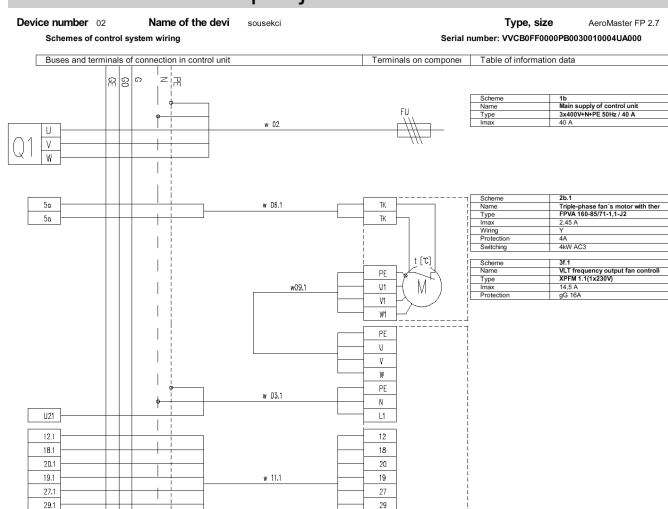 Device number 02 Name of the devi sousekci Type, size AeroMaster FP 2.7
Schemes of control system wiring Serial number: VVCB0FF0000PB0030010004UA000
Buses and terminals of connection in control unit Terminals on componei Table of information data
GE G0 G N PE
Scheme 1b
Name Main supply of control unit
Type 3x400V+N+PE 50Hz / 40 A
Imax 40 A
w 02 FU
Q1 U
V
W
5a w 06.1 TK
5a TK
Scheme 2b.1
Name Triple-phase fan`s motor with ther
Type FPVA 160-85/71-1,1-J2
Imax 2,45 A
Wiring Y
Protection 4A
Switching 4kW AC3
Scheme 3f.1
Name VLT frequency output fan controlli
Type XPFM 1.1(1x230V)
Imax 14,5 A
Protection gG 16A
t [°C]
M
w09.1 PE
U1
V1
W1
PE
U
V
W
w 03.1 PE
N
U21 L1
12.1 12
18.1 18
20.1 20
19.1 w 11.1 19
27.1 27
29.1 29